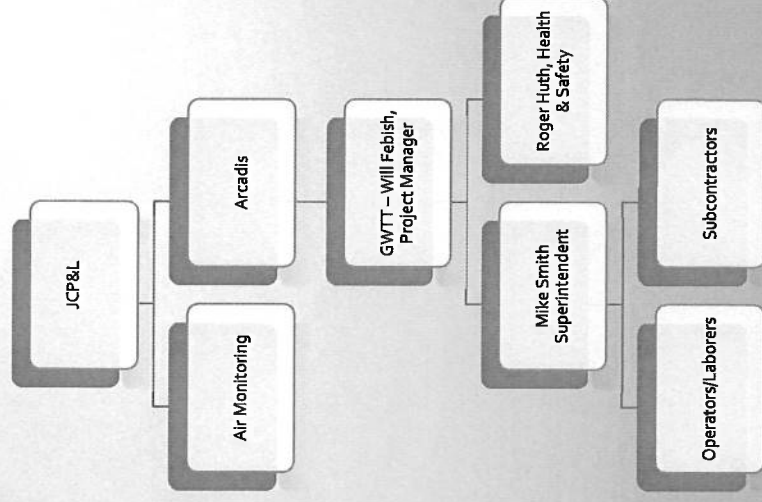 JCP&L
Air Monitoring
Arcadis
GWTT – Will Febish,
Project Manager
Mike Smith
Superintendent
Roger Huth, Health
& Safety
Operators/Laborers
Subcontractors